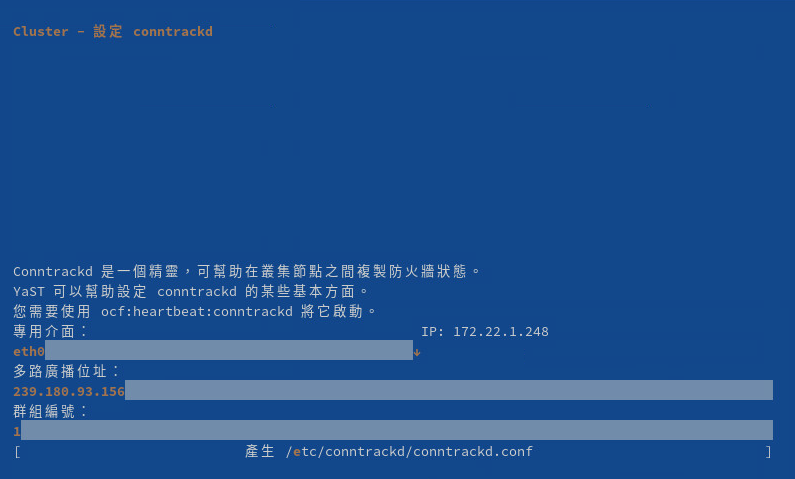 Cluster - 設定 conntrackd
Conntrackd 是一個精靈，可幫助在叢集節點之間複製防火牆狀態。
YaST 可以幫助設定 conntrackd 的某些基本方面。
您需要使用 ocf:heartbeat:conntrackd 將它啟動。
專用介面： IP: 172.22.1.248
eth0↓
多路廣播位址：
239.180.93.156
群組編號：
1
[ 產生 /etc/conntrackd/conntrackd.conf ]